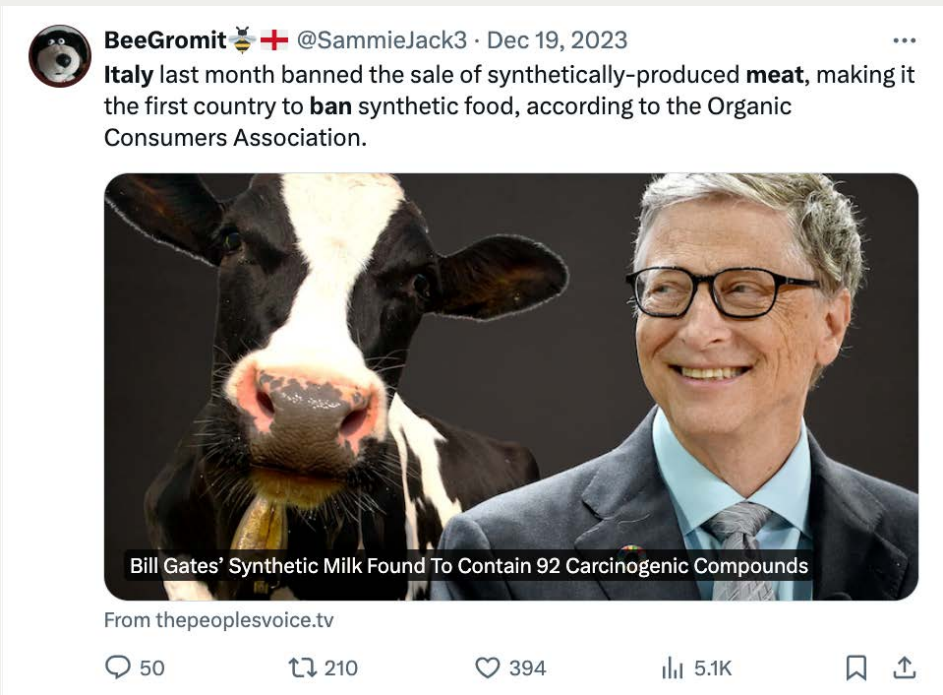 BeeGromit🐝🏴󠁧󠁢󠁥󠁮󠁧󠁿 @SammieJack3 · Dec 19, 2023
Italy last month banned the sale of synthetically-produced meat, making it
the first country to ban synthetic food, according to the Organic
Consumers Association.
Bill Gates’ Synthetic Milk Found To Contain 92 Carcinogenic Compounds
From thepeoplesvoice.tv
50 210 394 5.1K